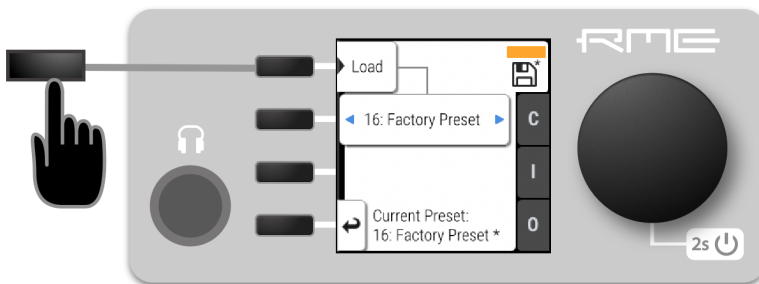 RME
Load
*
16: Factory Preset
C
I
O
Current Preset:
16: Factory Preset *
2s